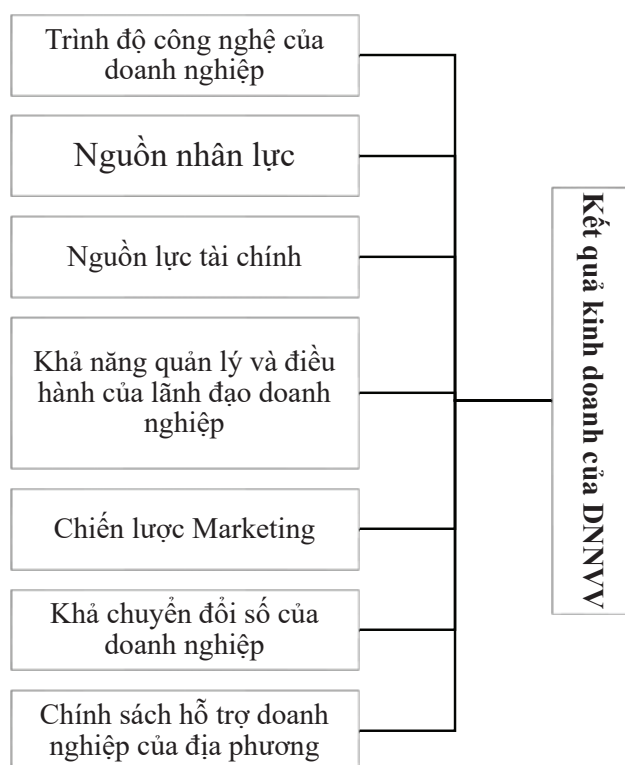 Trình độ công nghệ của
doanh nghiệp
Nguồn nhân lực
Nguồn lực tài chính
Khả năng quản lý và điều
hành của lãnh đạo doanh
nghiệp
Chiến lược Marketing
Khả chuyển đổi số của
doanh nghiệp
Chính sách hỗ trợ doanh
nghiệp của địa phương
Kết quả kinh doanh của DNNVV